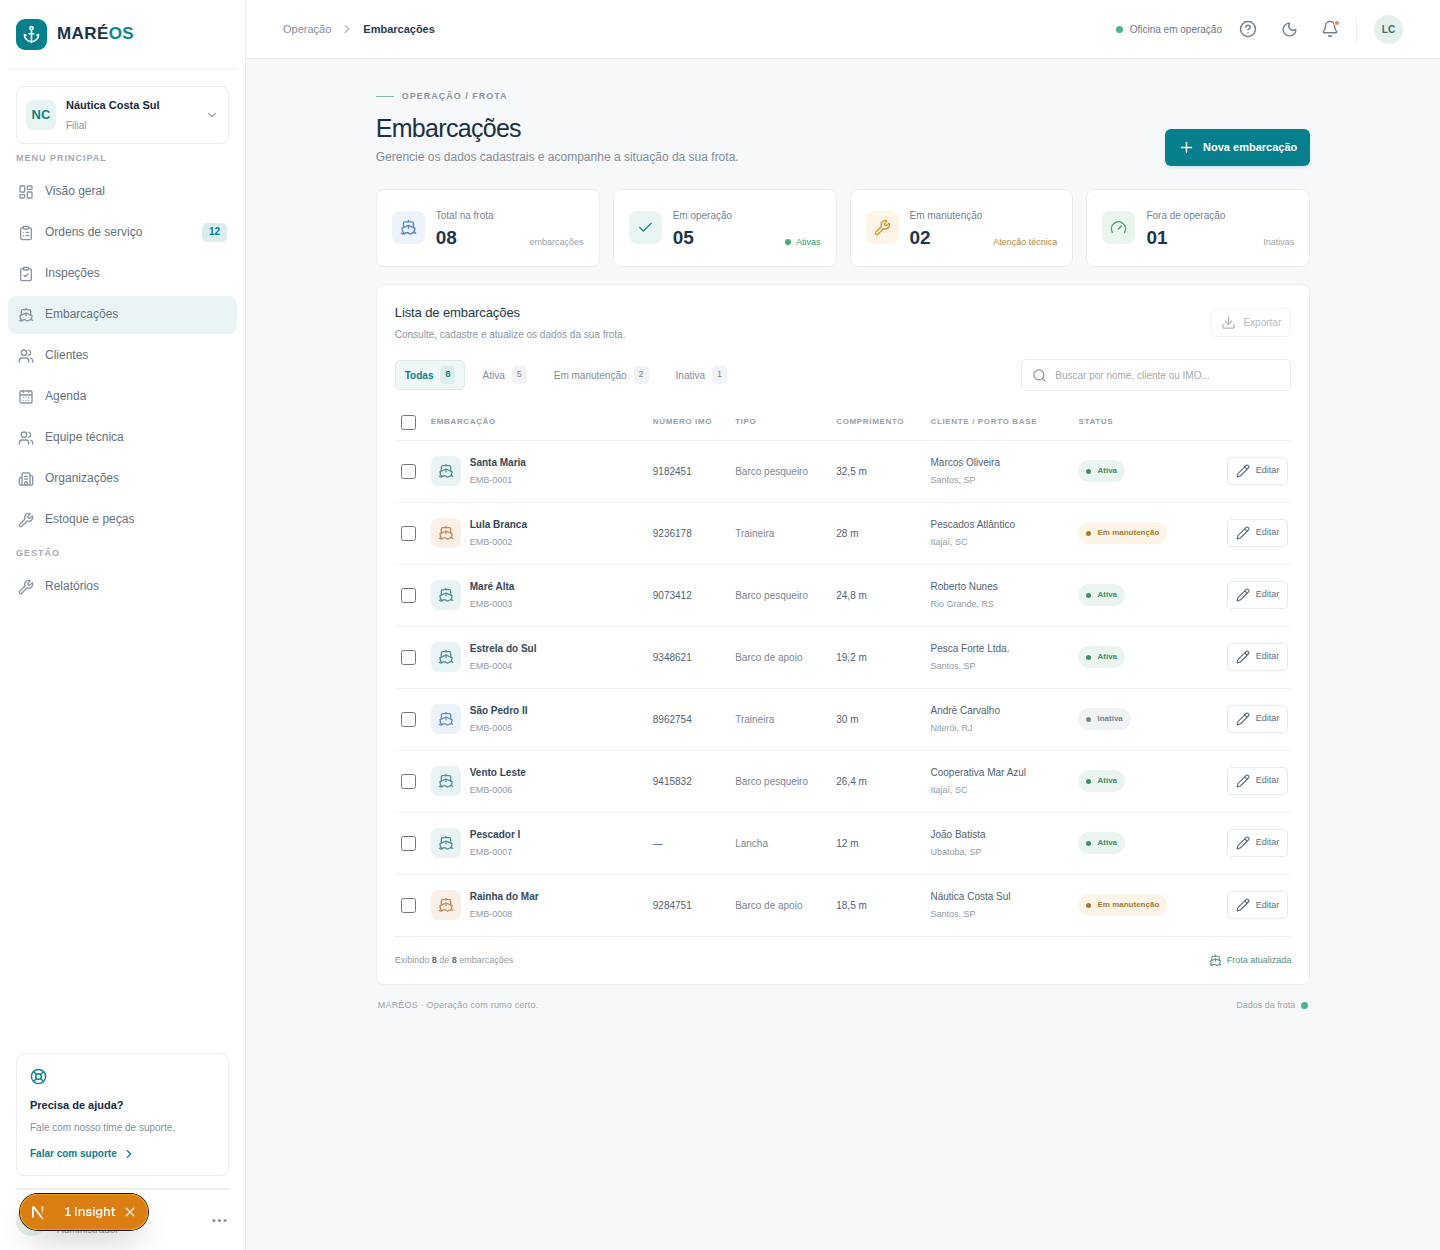 MARÉOS
NC
Náutica Costa Sul
Filial
MENU PRINCIPAL
Visão geral
Ordens de serviço 12
Inspeções
Embarcações
Clientes
Agenda
Equipe técnica
Organizações
Estoque e peças
GESTÃO
Relatórios
Precisa de ajuda?
Fale com nosso time de suporte.
Falar com suporte
1 Insight
Operação > Embarcações
Oficina em operação
LC
OPERAÇÃO / FROTA
Embarcações
Gerencie os dados cadastrais e acompanhe a situação da sua frota.
Nova embarcação
Total na frota
08 embarcações
Em operação
05 Ativas
Em manutenção
02 Atenção técnica
Fora de operação
01 Inativas
Lista de embarcações
Consulte, cadastre e atualize os dados da sua frota.
Exportar
Todas 8 Ativa 5 Em manutenção 2 Inativa 1
Buscar por nome, cliente ou IMO...
EMBARCAÇÃO NÚMERO IMO TIPO COMPRIMENTO CLIENTE / PORTO BASE STATUS
Santa Maria EMB-0001 9182451 Barco pesqueiro 32,5 m Marcos Oliveira Santos, SP Ativa Editar
Lula Branca EMB-0002 9236178 Traineira 28 m Pescados Atlântico Itajaí, SC Em manutenção Editar
Maré Alta EMB-0003 9073412 Barco pesqueiro 24,8 m Roberto Nunes Rio Grande, RS Ativa Editar
Estrela do Sul EMB-0004 9348621 Barco de apoio 19,2 m Pesca Forte Ltda. Santos, SP Ativa Editar
São Pedro II EMB-0005 8962754 Traineira 30 m André Carvalho Niterói, RJ Inativa Editar
Vento Leste EMB-0006 9415832 Barco pesqueiro 26,4 m Cooperativa Mar Azul Itajaí, SC Ativa Editar
Pescador I EMB-0007 — Lancha 12 m João Batista Ubatuba, SP Ativa Editar
Rainha do Mar EMB-0008 9284751 Barco de apoio 18,5 m Náutica Costa Sul Santos, SP Em manutenção Editar
Exibindo 8 de 8 embarcações
Frota atualizada
MARÉOS · Operação com rumo certo.
Dados da frota